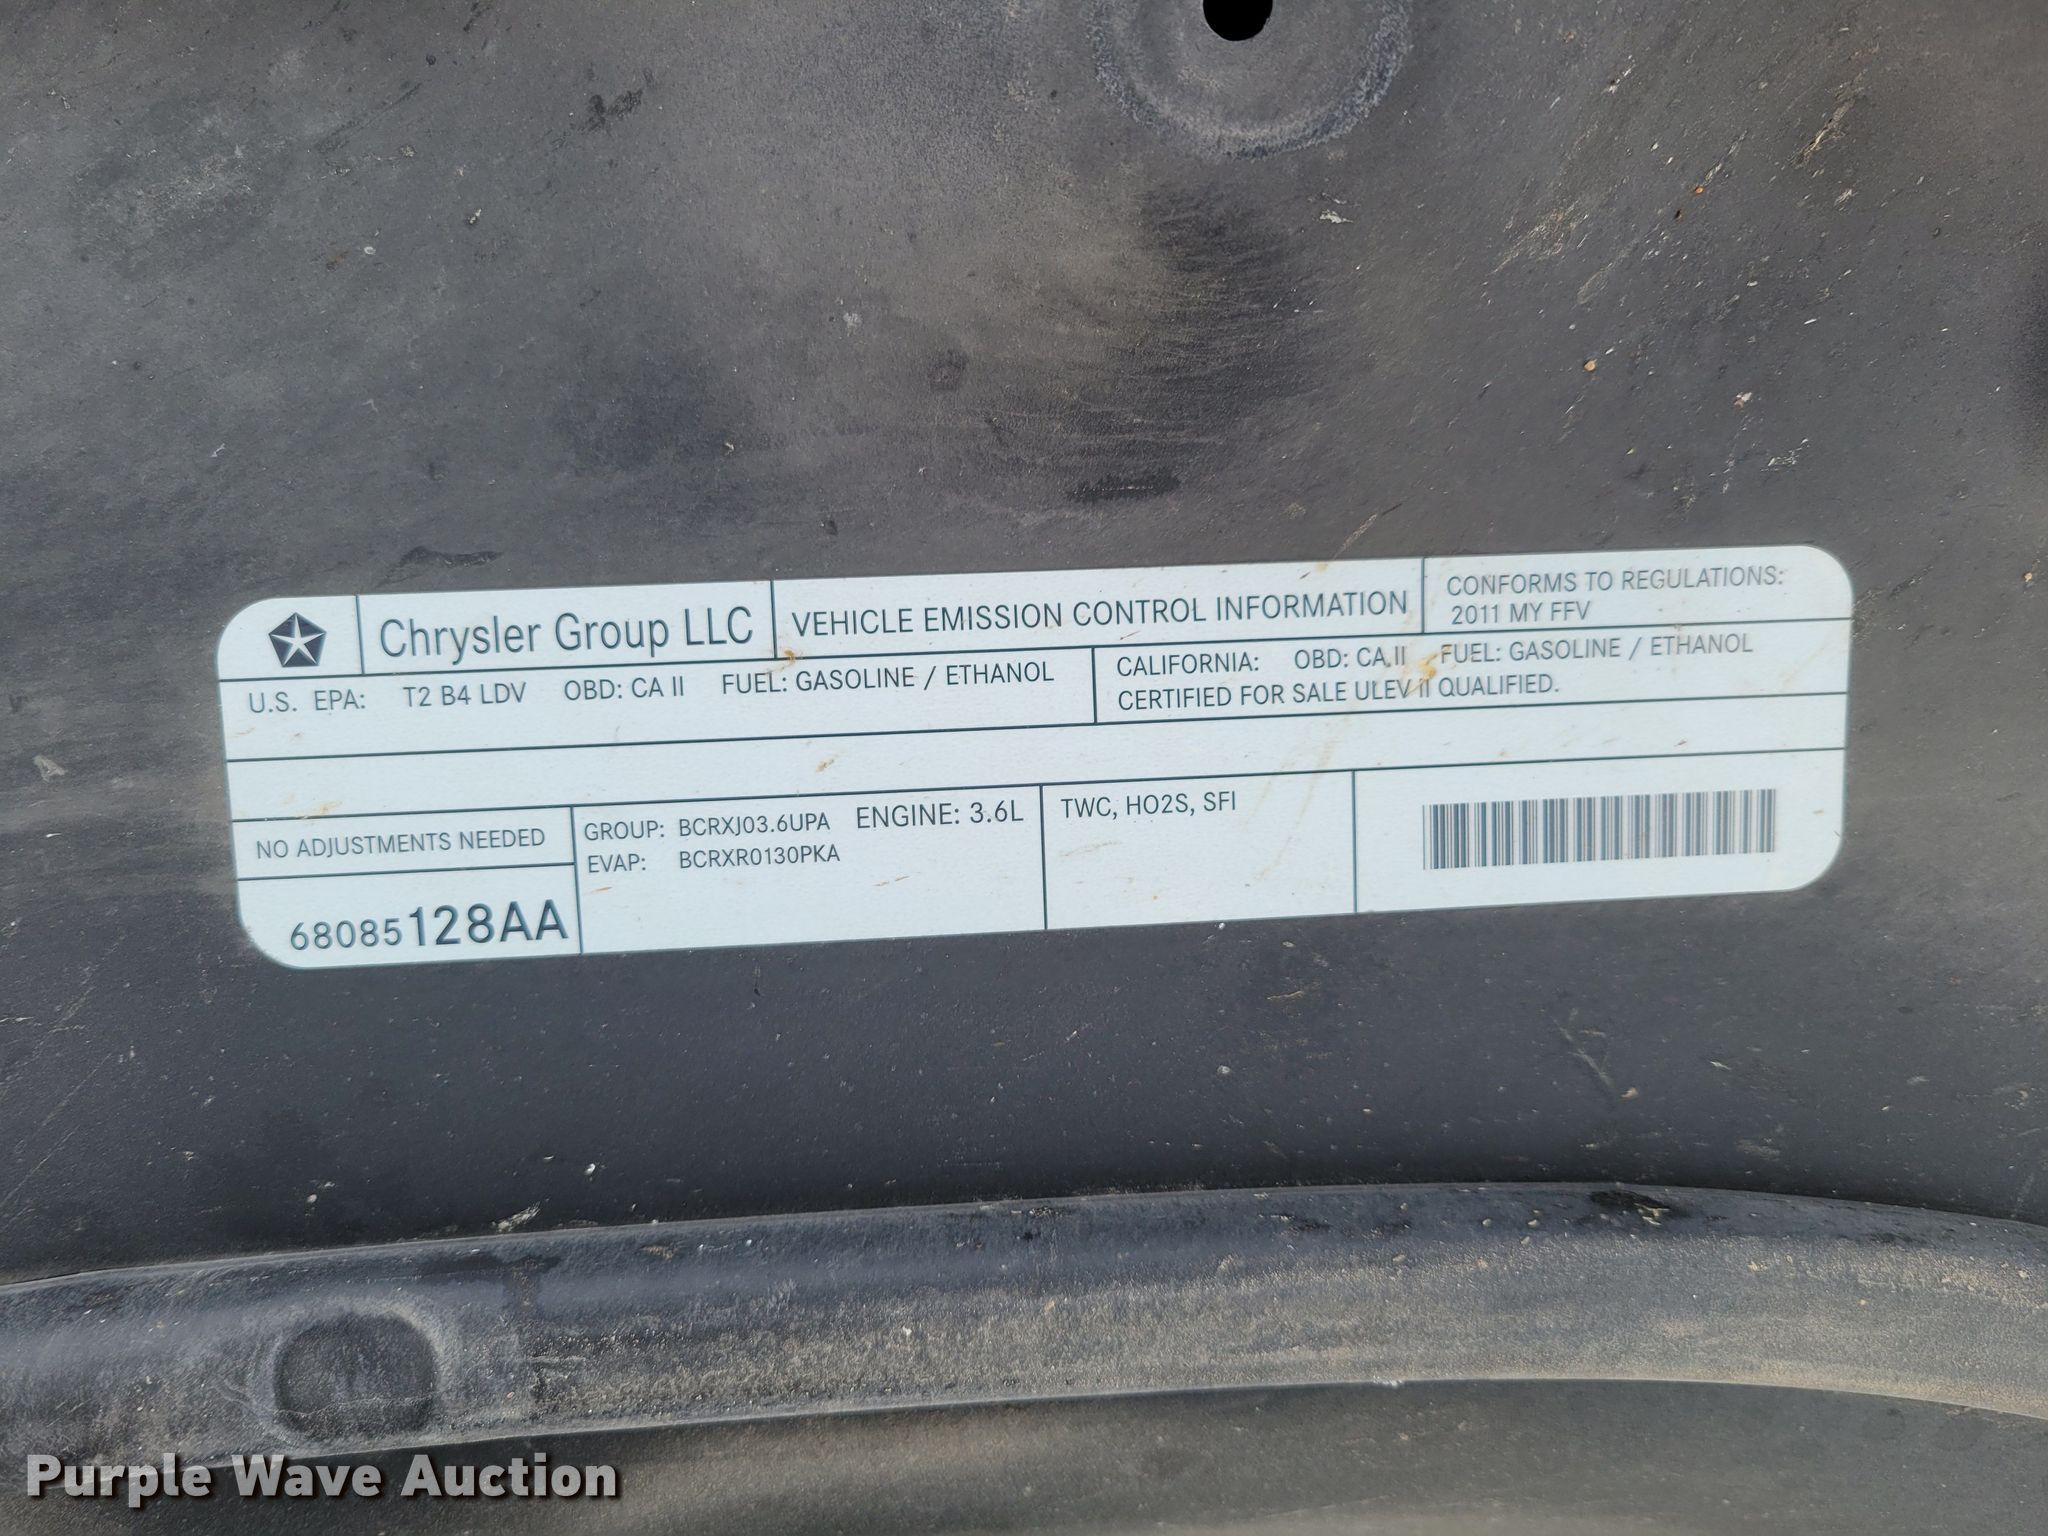 Chrysler Group LLC
VEHICLE EMISSION CONTROL INFORMATION
CONFORMS TO REGULATIONS:
2011 MY FFV
U.S. EPA: T2 B4 LDV OBD: CA II FUEL: GASOLINE / ETHANOL
CALIFORNIA: OBD: CA II FUEL: GASOLINE / ETHANOL
CERTIFIED FOR SALE ULEV II QUALIFIED.
NO ADJUSTMENTS NEEDED
68085128AA
GROUP: BCRXJ03.6UPA ENGINE: 3.6L
EVAP: BCRXR0130PKA
TWC, HO2S, SFI
Purple Wave Auction